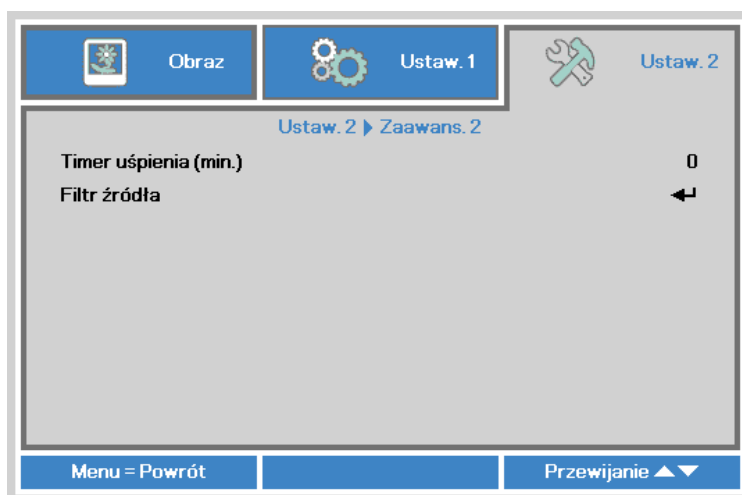 Obraz
Ustaw. 1
Ustaw. 2
Ustaw. 2 Zaawans. 2
Timer uśpienia (min.) 0
Filtr źródła
Menu = Powrót
Przewijanie